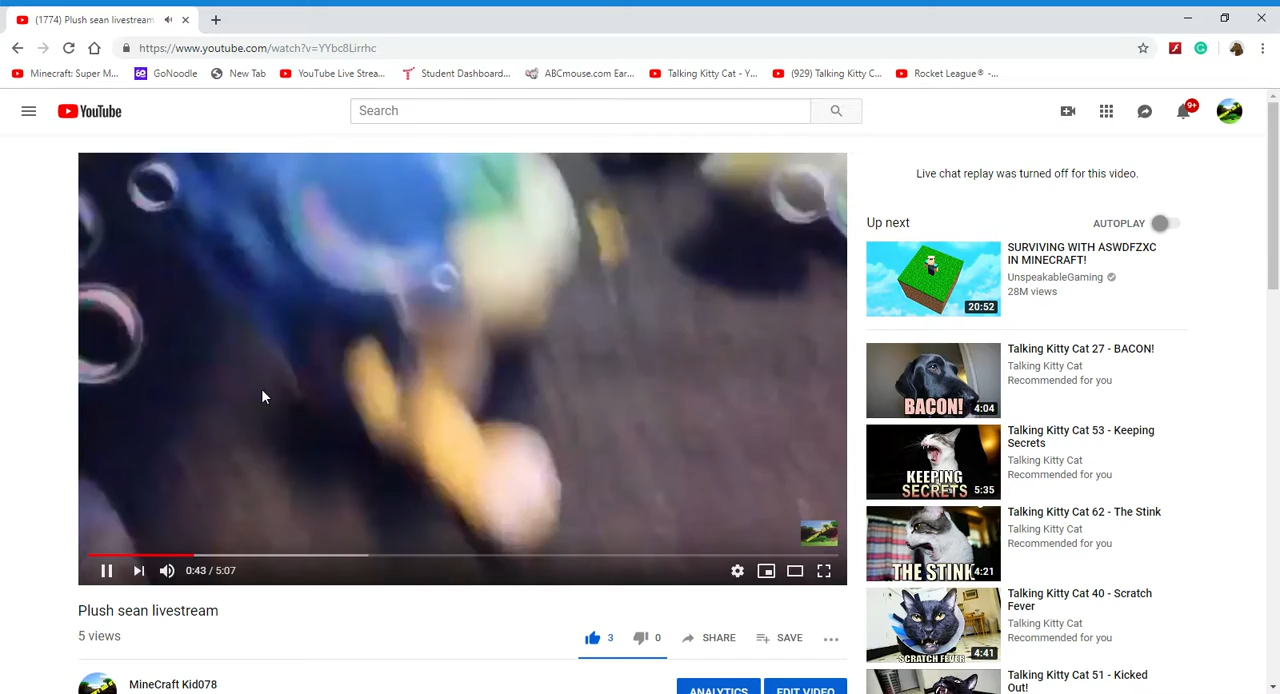 (1774) Plush sean livestream
https://www.youtube.com/watch?v=YYbc8Lirrhc
Minecraft: Super M...
GoNoodle
New Tab
YouTube Live Strea...
Student Dashboard...
ABCmouse.com Ear...
Talking Kitty Cat - Y...
(929) Talking Kitty C...
Rocket League® -...
YouTube
Search
9+
Live chat replay was turned off for this video.
Up next
AUTOPLAY
SURVIVING WITH ASWDFZXC
IN MINECRAFT!
UnspeakableGaming
28M views
20:52
Talking Kitty Cat 27 - BACON!
Talking Kitty Cat
Recommended for you
BACON!
4:04
Talking Kitty Cat 53 - Keeping
Secrets
Talking Kitty Cat
Recommended for you
KEEPING
SECRETS
5:35
Talking Kitty Cat 62 - The Stink
Talking Kitty Cat
Recommended for you
THE STINK
4:21
Talking Kitty Cat 40 - Scratch
Fever
Talking Kitty Cat
Recommended for you
SCRATCH FEVER
4:41
Talking Kitty Cat 51 - Kicked
Out!
0:43 / 5:07
Plush sean livestream
5 views
3
0
SHARE
SAVE
MineCraft Kid078
ANALYTICS
EDIT VIDEO